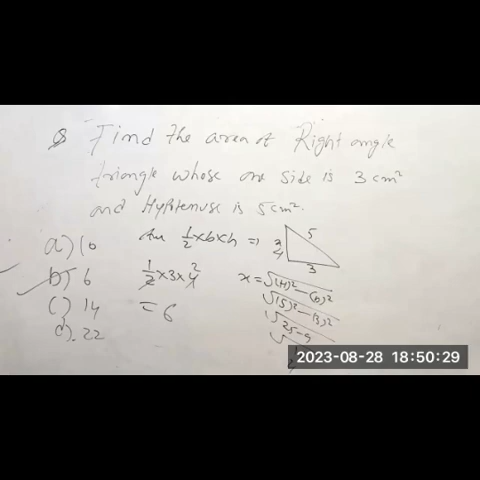 Q Find the area of Right angle
triangle whose one side is 3 cm²
and Hypotenuse is 5 cm².
a) 10
b) 6
c) 14
d). 22
Ans 1/2 × b × h =>
1/2 × 3 × 4 2
= 6
5
3
x = √(H)² - (b)²
√(5)² - (3)²
√25-9
2023-08-28 18:50:29